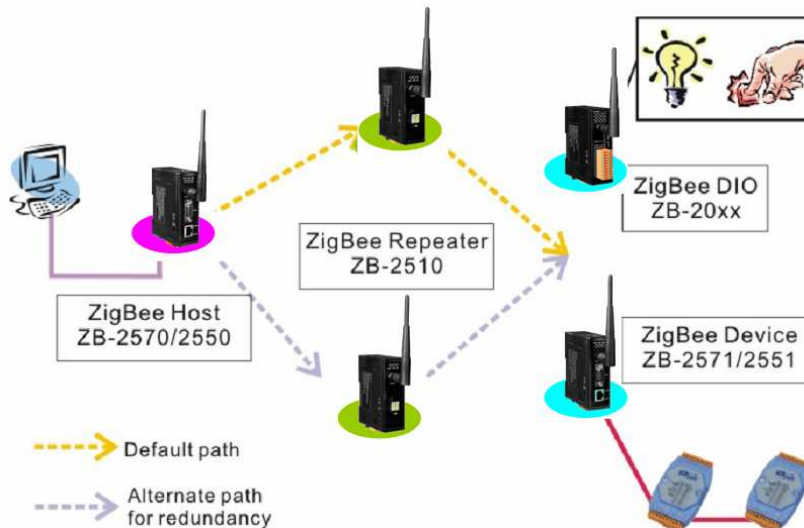 ZigBee DIO
ZB-20xx
ZigBee Repeater
ZB-2510
ZigBee Host
ZB-2570/2550
ZigBee Device
ZB-2571/2551
Default path
Alternate path
for redundancy